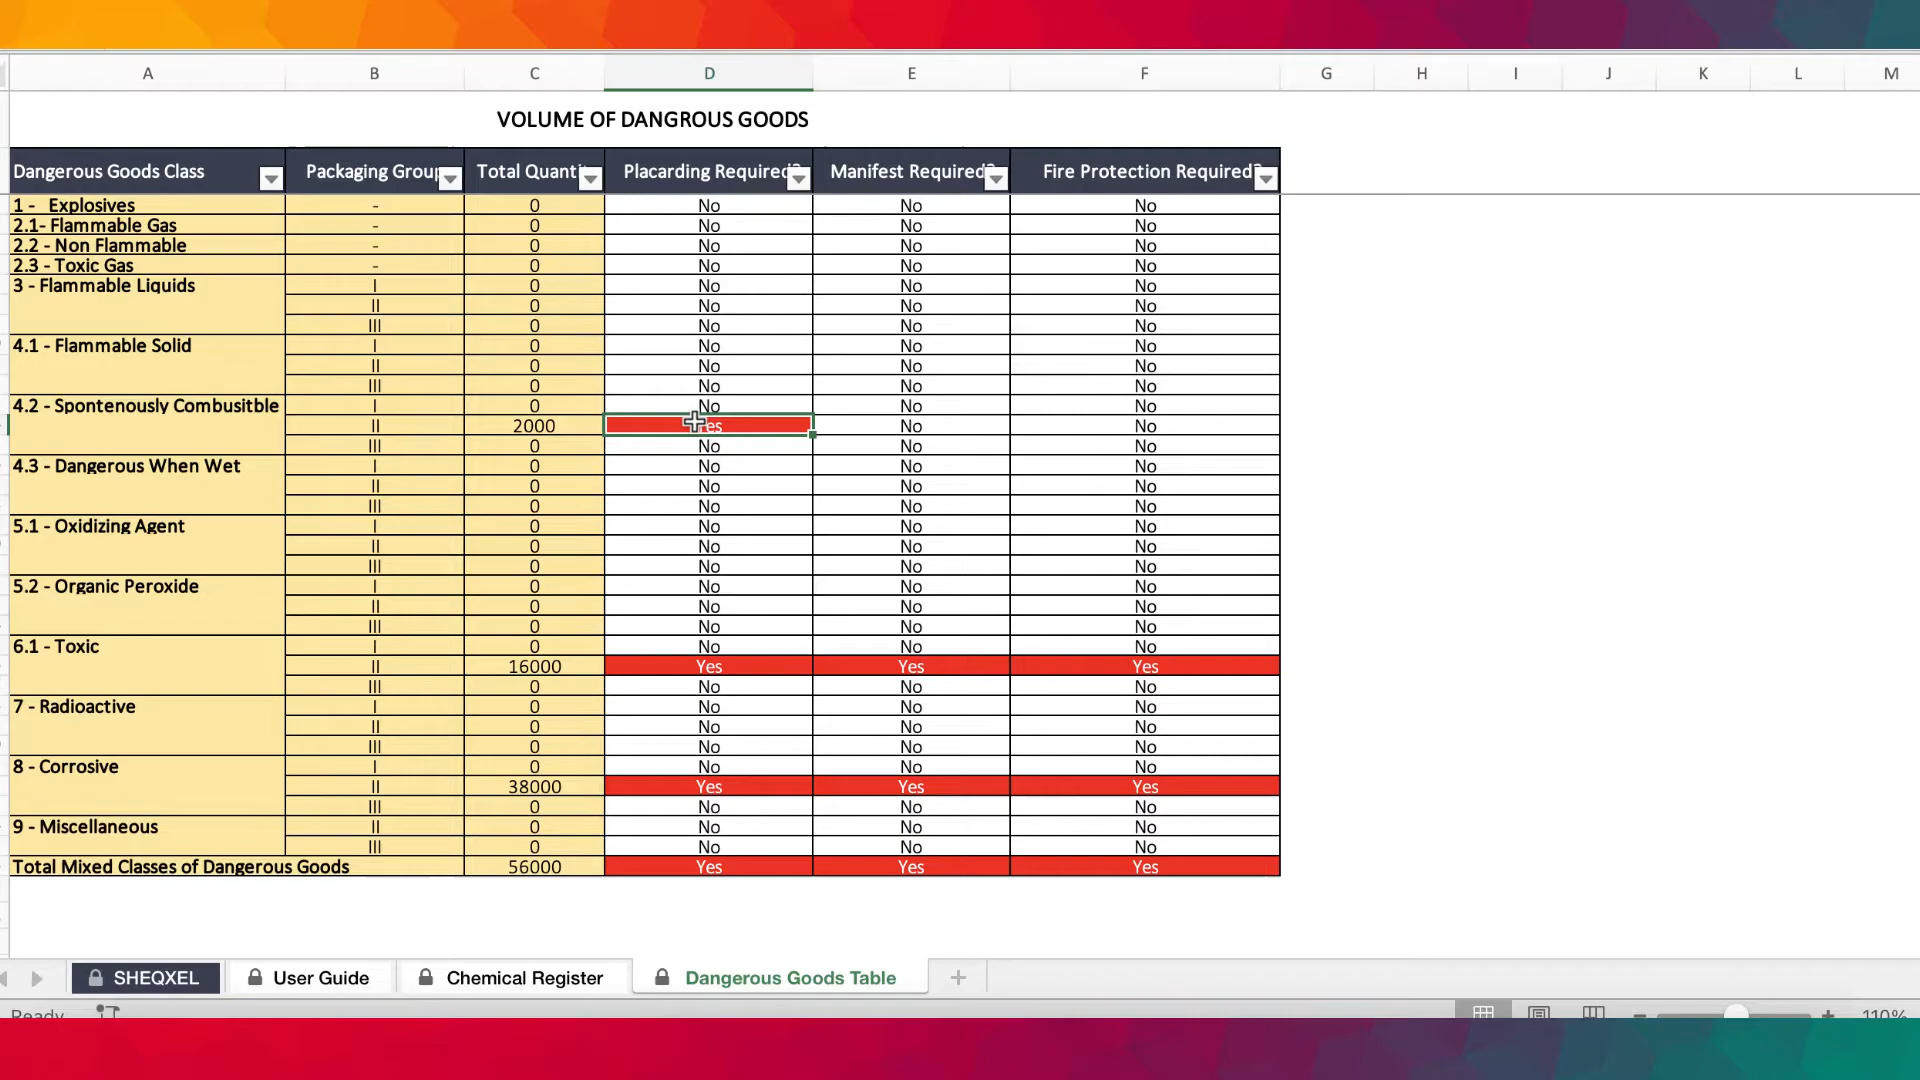 A B C D E F G H I J K L M
VOLUME OF DANGROUS GOODS
Dangerous Goods Class Packaging Group Total Quanti Placarding Required? Manifest Required? Fire Protection Required?
1 - Explosives - 0 No No No
2.1- Flammable Gas - 0 No No No
2.2 - Non Flammable - 0 No No No
2.3 - Toxic Gas - 0 No No No
3 - Flammable Liquids I 0 No No No
II 0 No No No
III 0 No No No
4.1 - Flammable Solid I 0 No No No
II 0 No No No
III 0 No No No
4.2 - Spontenously Combusitble I 0 No No No
II 2000 Yes No No
III 0 No No No
4.3 - Dangerous When Wet I 0 No No No
II 0 No No No
III 0 No No No
5.1 - Oxidizing Agent I 0 No No No
II 0 No No No
III 0 No No No
5.2 - Organic Peroxide I 0 No No No
II 0 No No No
III 0 No No No
6.1 - Toxic I 0 No No No
II 16000 Yes Yes Yes
III 0 No No No
7 - Radioactive I 0 No No No
II 0 No No No
III 0 No No No
8 - Corrosive I 0 No No No
II 38000 Yes Yes Yes
III 0 No No No
9 - Miscellaneous II 0 No No No
III 0 No No No
Total Mixed Classes of Dangerous Goods 56000 Yes Yes Yes
SHEQXEL User Guide Chemical Register Dangerous Goods Table +
Ready 110%